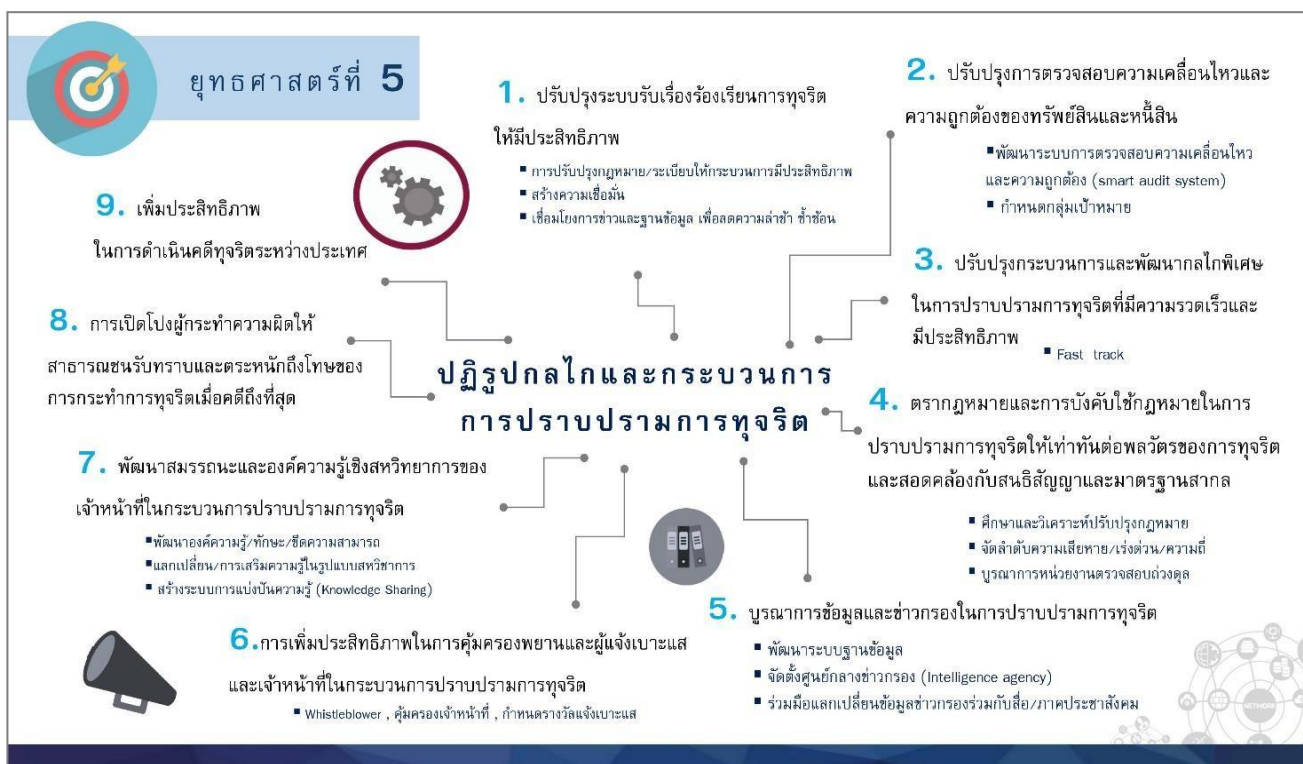 ยุทธศาสตร์ที่ 5
1. ปรับปรุงระบบรับเรื่องร้องเรียนการทุจริต
ให้มีประสิทธิภาพ
▪ การปรับปรุงกฎหมาย/ระเบียบให้กระบวนการมีประสิทธิภาพ
▪ สร้างความเชื่อมั่น
▪ เชื่อมโยงการข่าวและฐานข้อมูล เพื่อลดความล่าช้า ซ้ำซ้อน
2. ปรับปรุงการตรวจสอบความเคลื่อนไหวและ
ความถูกต้องของทรัพย์สินและหนี้สิน
▪พัฒนาระบบการตรวจสอบความเคลื่อนไหว
และความถูกต้อง (smart audit system)
▪ กำหนดกลุ่มเป้าหมาย
3. ปรับปรุงกระบวนการและพัฒนากลไกพิเศษ
ในการปราบปรามการทุจริตที่มีความรวดเร็วและ
มีประสิทธิภาพ
▪ Fast track
ปฏิรูปกลไกและกระบวนการ
การปราบปรามการทุจริต
4. ตรากฎหมายและการบังคับใช้กฎหมายในการ
ปราบปรามการทุจริตให้เท่าทันต่อพลวัตรของการทุจริต
และสอดคล้องกับสนธิสัญญาและมาตรฐานสากล
▪ ศึกษาและวิเคราะห์ปรับปรุงกฎหมาย
▪ จัดลำดับความเสียหาย/เร่งด่วน/ความถี่
▪ บูรณาการหน่วยงานตรวจสอบถ่วงดุล
5. บูรณาการข้อมูลและข่าวกรองในการปราบปรามการทุจริต
▪ พัฒนาระบบฐานข้อมูล
▪ จัดตั้งศูนย์กลางข่าวกรอง (Intelligence agency)
▪ ร่วมมือแลกเปลี่ยนข้อมูลข่าวกรองร่วมกับสื่อ/ภาคประชาสังคม
6.การเพิ่มประสิทธิภาพในการคุ้มครองพยานและผู้แจ้งเบาะแส
และเจ้าหน้าที่ในกระบวนการปราบปรามการทุจริต
▪ Whistleblower , คุ้มครองเจ้าหน้าที่ , กำหนดรางวัลแจ้งเบาะแส
7. พัฒนาสมรรถนะและองค์ความรู้เชิงสหวิทยาการของ
เจ้าหน้าที่ในกระบวนการปราบปรามการทุจริต
▪พัฒนาองค์ความรู้/ทักษะ/ขีดความสามารถ
▪แลกเปลี่ยน/การเสริมความรู้ในรูปแบบสหวิชาการ
▪ สร้างระบบการแบ่งปันความรู้ (Knowledge Sharing)
8. การเปิดโปงผู้กระทำความผิดให้
สาธารณชนรับทราบและตระหนักถึงโทษของ
การกระทำการทุจริตเมื่อคดีถึงที่สุด
9. เพิ่มประสิทธิภาพ
ในการดำเนินคดีทุจริตระหว่างประเทศ
NETWORK